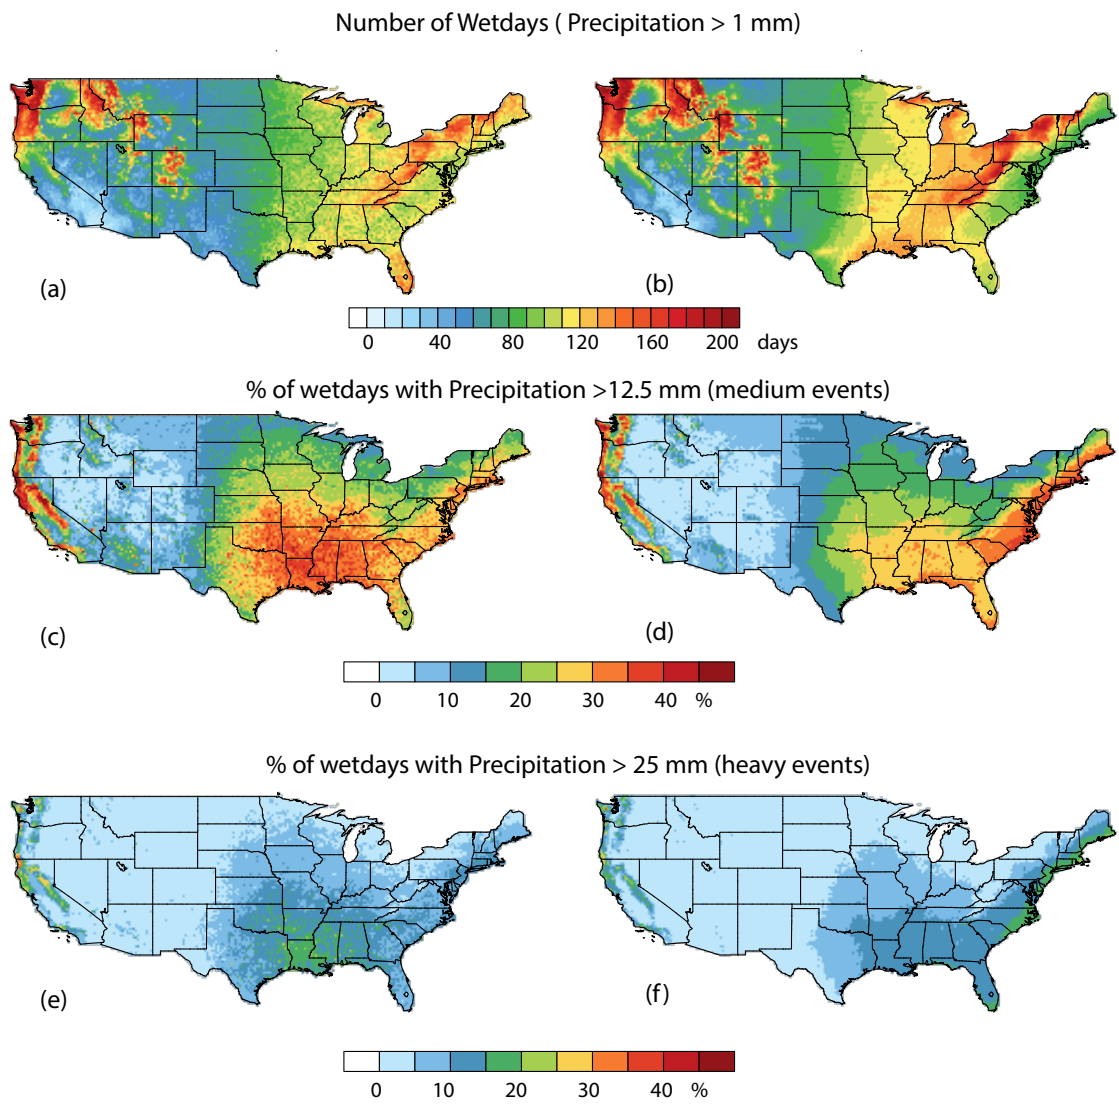 Number of Wetdays ( Precipitation > 1 mm)
(a)
(b)
0 40 80 120 160 200 days
% of wetdays with Precipitation >12.5 mm (medium events)
(c)
(d)
0 10 20 30 40 %
% of wetdays with Precipitation > 25 mm (heavy events)
(e)
(f)
0 10 20 30 40 %